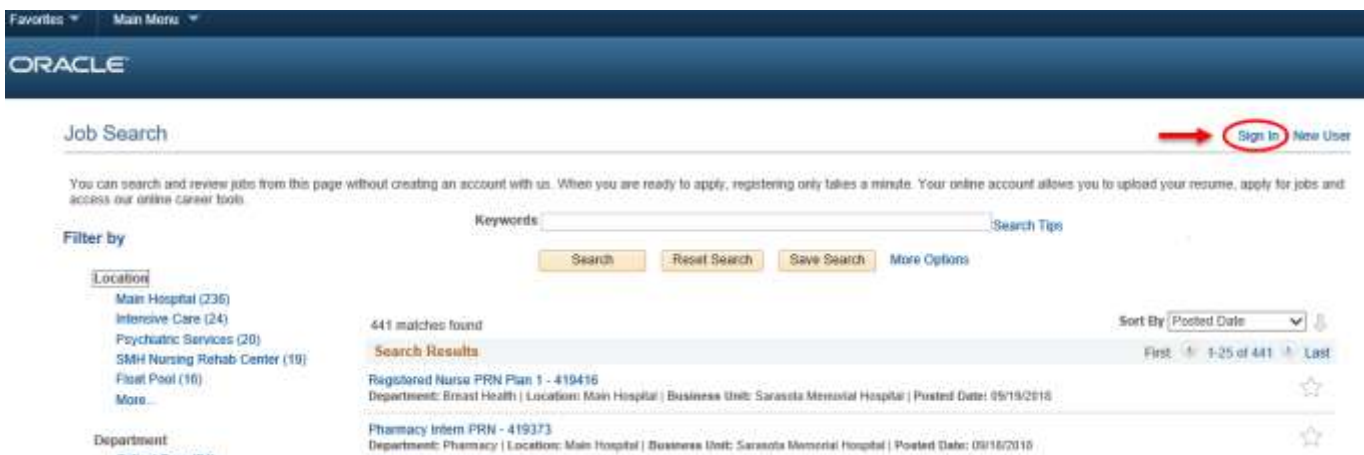 Favorites Main Menu
ORACLE
Job Search
Sign In New User
You can search and review jobs from this page without creating an account with us. When you are ready to apply, registering only takes a minute. Your online account allows you to upload your resume, apply for jobs and
access our online career tools.
Keywords Search Tips
Filter by
Search Reset Search Save Search More Options
Location
Main Hospital (236)
Intensive Care (24)
Psychiatric Services (20)
SMH Nursing Rehab Center (19)
Float Pool (16)
More...
441 matches found Sort By Posted Date
Search Results First 1-25 of 441 Last
Registered Nurse PRN Plan 1 - 419416
Department: Breast Health | Location: Main Hospital | Business Unit: Sarasota Memorial Hospital | Posted Date: 09/19/2018
Pharmacy Intern PRN - 419373
Department: Pharmacy | Location: Main Hospital | Business Unit: Sarasota Memorial Hospital | Posted Date: 09/18/2018
Department